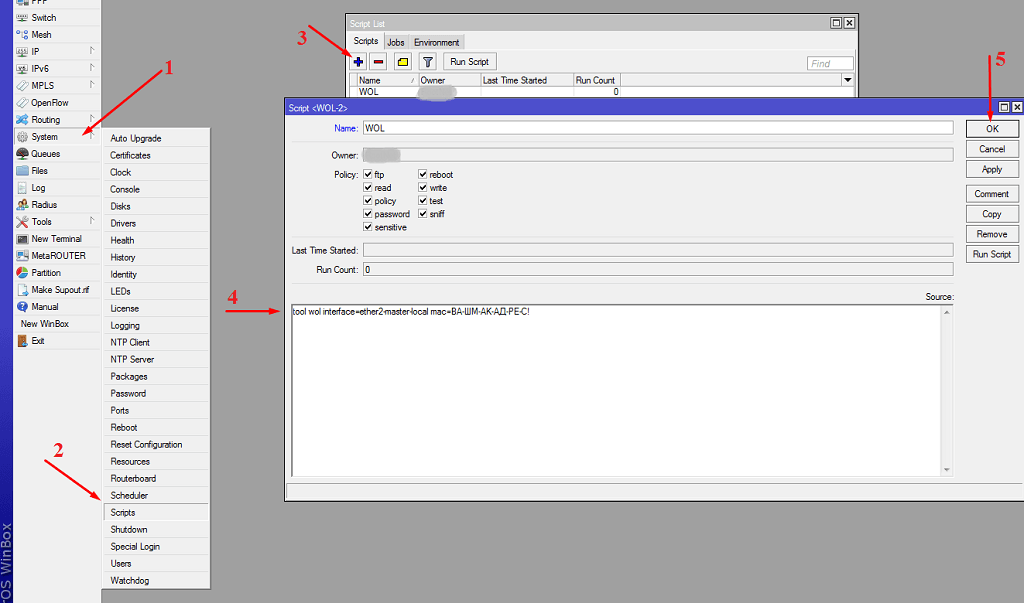 PPP
Switch
Mesh
IP
IPv6
MPLS
OpenFlow
Routing
System
Queues
Files
Log
Radius
Tools
New Terminal
MetaROUTER
Partition
Make Supout.rif
Manual
New WinBox
Exit
OS WinBox
1
2
Auto Upgrade
Certificates
Clock
Console
Disks
Drivers
Health
History
Identity
LEDs
License
Logging
NTP Client
NTP Server
Packages
Password
Ports
Reboot
Reset Configuration
Resources
Routerboard
Scheduler
Scripts
Shutdown
Special Login
Users
Watchdog
3
Script List
Scripts Jobs Environment
Run Script Find
Name / Owner Last Time Started Run Count
WOL 0
5
Script <WOL-2>
Name: WOL OK
Owner: Cancel
Policy: ftp reboot Apply
read write
policy test Comment
password sniff Copy
sensitive Remove
Last Time Started: Run Script
Run Count: 0
4
Source:
tool wol interface=ether2-master-local mac=ВА-ШМ-АК-АД-РЕ-С!